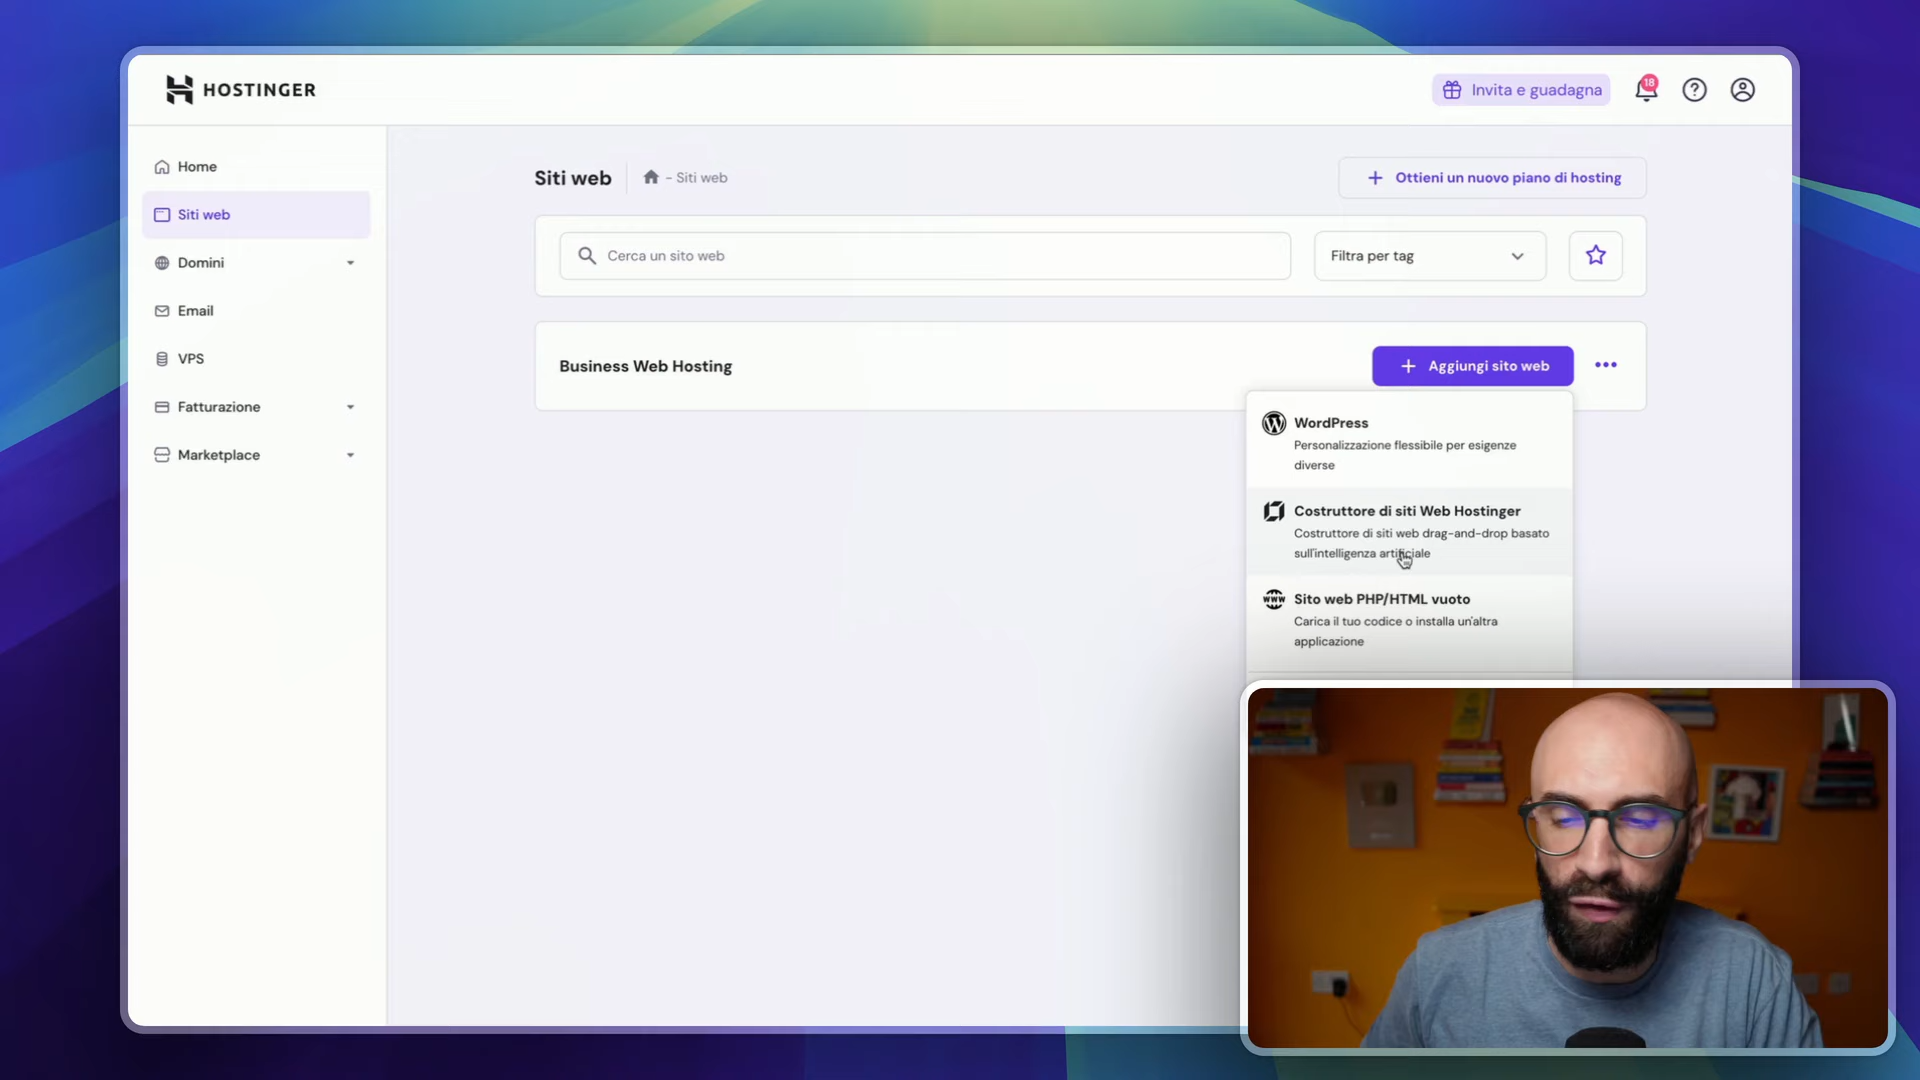 HOSTINGER
Invita e guadagna
18
Home
Siti web
Domini
Email
VPS
Fatturazione
Marketplace
Siti web
- Siti web
Ottieni un nuovo piano di hosting
Cerca un sito web
Filtra per tag
Business Web Hosting
Aggiungi sito web
WordPress
Personalizzazione flessibile per esigenze
diverse
Costruttore di siti Web Hostinger
Costruttore di siti web drag-and-drop basato
sull'intelligenza artificiale
www
Sito web PHP/HTML vuoto
Carica il tuo codice o installa un'altra
applicazione